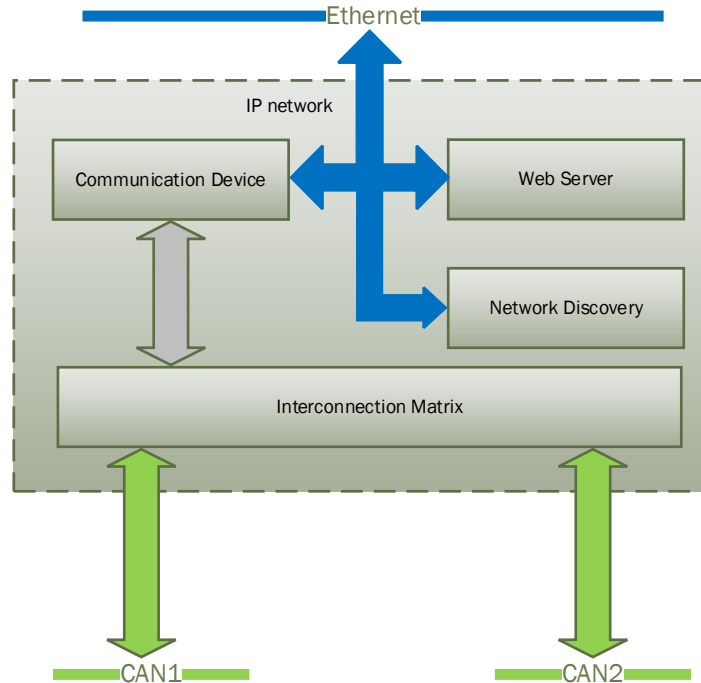 Ethernet
IP network
Communication Device
Web Server
Network Discovery
Interconnection Matrix
CAN1
CAN2